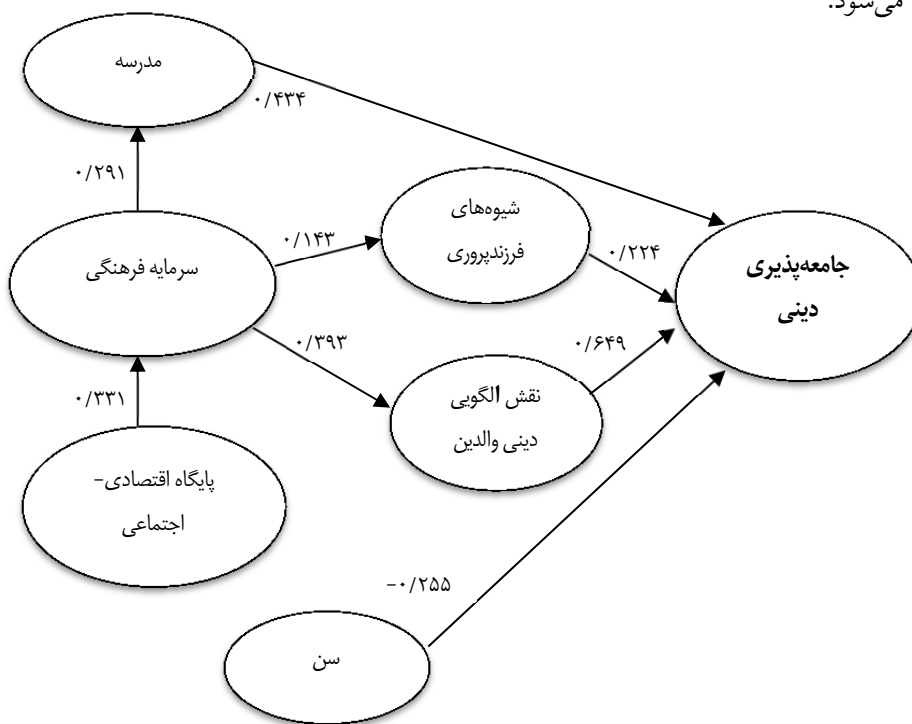 می‌شود.
مدرسه
۰/۴۳۴
۰/۲۹۱
شیوه‌های
فرزندپروری
۰/۱۴۳
۰/۲۲۴
سرمایه فرهنگی
جامعه‌پذیری
دینی
۰/۳۹۳
۰/۶۴۹
۰/۳۳۱
نقش الگویی
دینی والدین
پایگاه اقتصادی-
اجتماعی
-۰/۲۵۵
سن